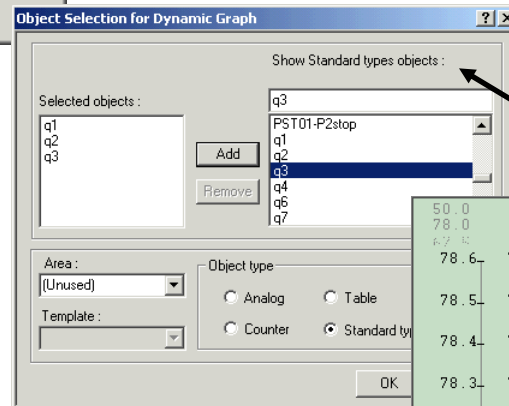 Object Selection for Dynamic Graph
Show Standard types objects :
Selected objects :
q3
q1
q2
q3
Add
Remove
PST01-P2stop
q1
q2
q3
q4
q6
q7
Area :
(Unused)
Template :
Object type
Analog
Table
Counter
Standard ty
OK
50.0
78.0
78.6
78.5
78.4
78.3